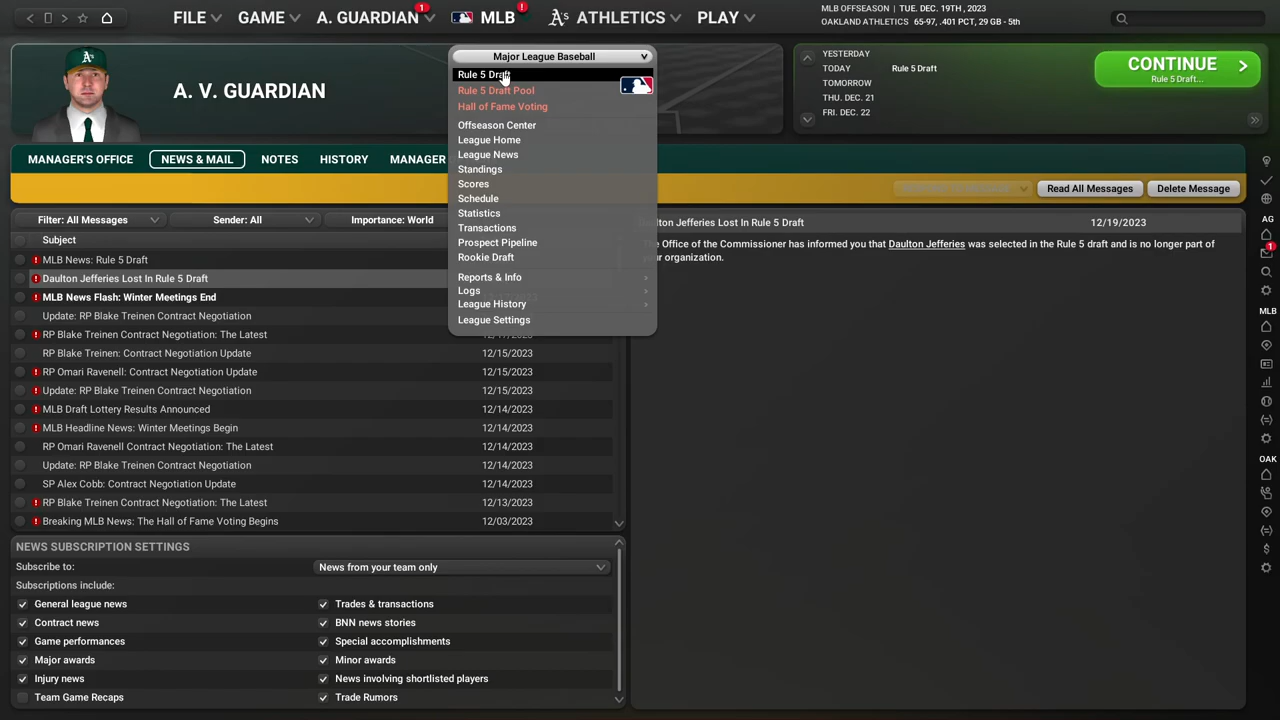 FILE
GAME
A. GUARDIAN
1
MLB
!
A's
ATHLETICS
PLAY
MLB OFFSEASON | TUE. DEC. 19TH , 2023
OAKLAND ATHLETICS 65-97, .401 PCT, 29 GB - 5th
A. V. GUARDIAN
Major League Baseball
Rule 5 Draft
Rule 5 Draft Pool
Hall of Fame Voting
Offseason Center
League Home
League News
Standings
Scores
Schedule
Statistics
Transactions
Prospect Pipeline
Rookie Draft
Reports & Info
Logs
League History
League Settings
YESTERDAY
TODAY Rule 5 Draft
TOMORROW
THU. DEC. 21
FRI. DEC. 22
CONTINUE
Rule 5 Draft...
MANAGER'S OFFICE
NEWS & MAIL
NOTES
HISTORY
MANAGER
Read All Messages
Delete Message
Filter: All Messages
Sender: All
Importance: World
Subject
MLB News: Rule 5 Draft
Daulton Jefferies Lost In Rule 5 Draft
MLB News Flash: Winter Meetings End
Update: RP Blake Treinen Contract Negotiation
RP Blake Treinen Contract Negotiation: The Latest
RP Blake Treinen: Contract Negotiation Update 12/15/2023
RP Omari Ravenell: Contract Negotiation Update 12/15/2023
Update: RP Blake Treinen Contract Negotiation 12/15/2023
MLB Draft Lottery Results Announced 12/14/2023
MLB Headline News: Winter Meetings Begin 12/14/2023
RP Omari Ravenell Contract Negotiation: The Latest 12/14/2023
Update: RP Blake Treinen Contract Negotiation 12/14/2023
SP Alex Cobb: Contract Negotiation Update 12/14/2023
RP Blake Treinen Contract Negotiation: The Latest 12/13/2023
Breaking MLB News: The Hall of Fame Voting Begins 12/03/2023
Daulton Jefferies Lost In Rule 5 Draft 12/19/2023
The Office of the Commissioner has informed you that Daulton Jefferies was selected in the Rule 5 draft and is no longer part of
your organization.
NEWS SUBSCRIPTION SETTINGS
Subscribe to: News from your team only
Subscriptions include:
General league news
Trades & transactions
Contract news
BNN news stories
Game performances
Special accomplishments
Major awards
Minor awards
Injury news
News involving shortlisted players
Team Game Recaps
Trade Rumors
AG
1
MLB
OAK